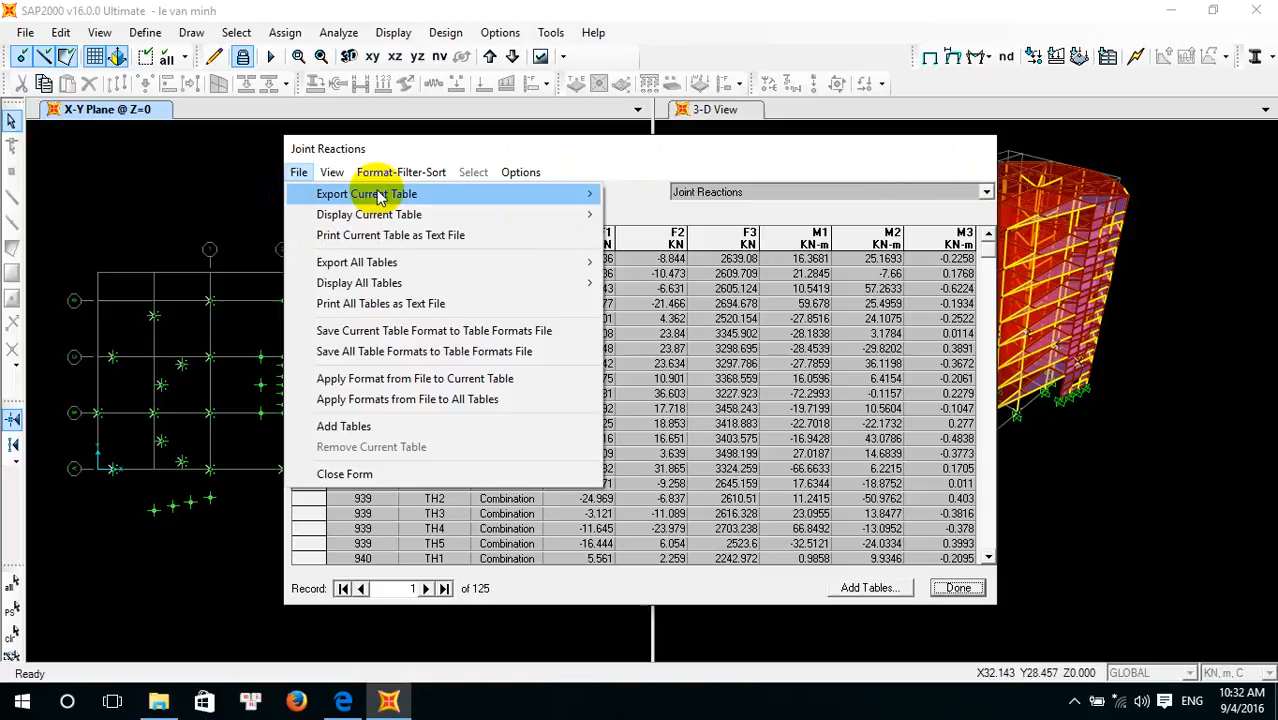 SAP2000 v16.0.0 Ultimate - le van minh
File Edit View Define Draw Select Assign Analyze Display Design Options Tools Help
all 3D xy xz yz nv nd
X-Y Plane @ Z=0
3-D View
Joint Reactions
File View Format-Filter-Sort Select Options
Export Current Table
Joint Reactions
Display Current Table
Print Current Table as Text File
Export All Tables
Display All Tables
Print All Tables as Text File
Save Current Table Format to Table Formats File
Save All Table Formats to Table Formats File
Apply Format from File to Current Table
Apply Formats from File to All Tables
Add Tables
Remove Current Table
Close Form
F2 F3 M1 M2 M3
KN KN KN-m KN-m KN-m
-8.844 2639.08 16.3681 25.1693 -0.2258
-10.473 2609.709 21.2845 -7.66 0.1768
-8.289 2605.124 10.5419 57.2633 -0.6224
-21.466 2694.678 59.678 25.4959 -0.1934
4.362 2520.154 -27.8516 24.1075 -0.2522
23.84 3345.902 -28.1838 3.1784 0.0114
23.87 3298.695 -28.4539 -29.8202 0.3891
23.634 3297.786 -27.7859 36.1198 -0.3672
10.901 3368.559 16.0596 6.4154 -0.2061
36.603 3227.923 -72.2993 -0.1157 0.2279
17.718 3458.243 -19.7199 10.5604 -0.1047
18.853 3418.883 -22.7018 -22.1732 0.277
16.651 3403.575 -16.9428 43.0786 -0.4838
3.639 3498.199 27.0187 14.6839 -0.3773
31.865 3324.259 -66.6633 6.2215 0.1705
-9.258 2645.159 17.6344 -18.8752 0.011
939 TH2 Combination -24.969 -6.837 2610.51 11.2415 -50.9762 0.403
939 TH3 Combination -3.121 -11.089 2616.328 23.0955 13.8477 -0.3816
939 TH4 Combination -11.645 -23.979 2703.238 66.8492 -13.0952 -0.378
939 TH5 Combination -16.444 6.054 2523.6 -32.5121 -24.0334 0.3993
940 TH1 Combination 5.561 2.259 2242.972 0.9858 9.9346 -0.2095
Record: 1 of 125
Add Tables... Done
all
PS
clr
Ready
X32.143 Y28.457 Z0.000 GLOBAL KN, m, C
ENG
10:32 AM
9/4/2016